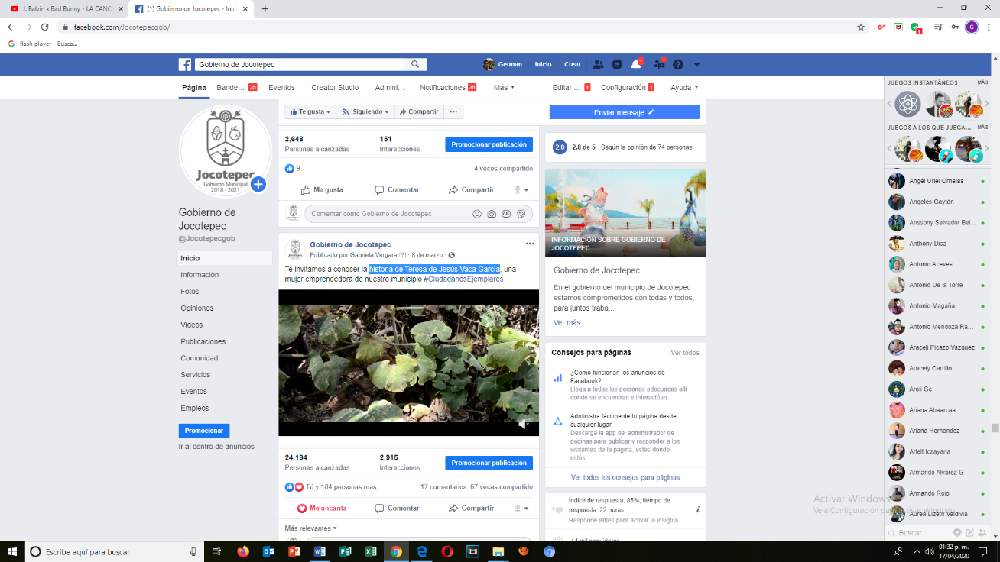 J. Balvin x Bad Bunny - LA CANCI
(1) Gobierno de Jocotepec - Inici
facebook.com/Jocotepecgob/
flash player - Busca...
Gobierno de Jocotepec
German
Inicio
Crear
1
Página
Bande... 25
Eventos
Creator Studio
Admini...
Notificaciones 36
Más
Editar ... 1
Configuración 1
Ayuda
Jocotepec
Gobierno Municipal
2018 - 2021
Gobierno de
Jocotepec
@Jocotepecgob
Inicio
Información
Fotos
Opiniones
Videos
Publicaciones
Comunidad
Servicios
Eventos
Empleos
Promocionar
Ir al centro de anuncios
Te gusta
Siguiendo
Compartir
Enviar mensaje
2,648
Personas alcanzadas
151
Interacciones
Promocionar publicación
9
4 veces compartido
Me gusta
Comentar
Compartir
Comentar como Gobierno de Jocotepec
Gobierno de Jocotepec
Publicado por Gabriela Vergara [?] · 8 de marzo ·
Te invitamos a conocer la historia de Teresa de Jesús Vaca García, una
mujer emprendedora de nuestro municipio #CiudadanosEjemplares
24,194
Personas alcanzadas
2,915
Interacciones
Promocionar publicación
Tú y 184 personas más
17 comentarios 67 veces compartido
Me encanta
Comentar
Compartir
Más relevantes
2.8
2.8 de 5 · Según la opinión de 74 personas
INFORMACIÓN SOBRE GOBIERNO DE
JOCOTEPEC
Gobierno de Jocotepec
En el gobierno del municipio de Jocotepec
estamos comprometidos con todas y todos,
para juntos traba...
Ver más
Consejos para páginas
Ver todos
¿Cómo funcionan los anuncios de
Facebook?
Llega a todas las personas adecuadas allí
donde se encuentran e interactúan.
Administra fácilmente tu página desde
cualquier lugar
Descarga la app del administrador de
páginas para publicar y responder a los
visitantes de la página, estés donde
estés.
Ver todos los consejos para páginas
Índice de respuesta: 85%; tiempo de
respuesta: 22 horas
Responde antes para activar la insignia
14 mil seguidores
JUEGOS INSTANTÁNEOS
MÁS
JUEGOS A LOS QUE JUEGA...
MÁS
Angel Uriel Ornelas
Angeles Gaytán
Anssony Salvador Bel...
Anthony Diaz
Antonio Aceves
Antonio De la Torre
Antonio Magaña
Antonio Mendoza Ra...
Araceli Picazo Vazquez
Aracely Carrillo
Areli Gc
Ariana Abaarcaa
Ariana Hernandez
Arlelt Iczayana
Armando Alvarez G
Armando Rojo
Aurea Lizeth Valdivia
Buscar
Activar Windows
Ve a Configuración para activar Windows.
Escribe aquí para buscar
01:32 p. m.
17/04/2020